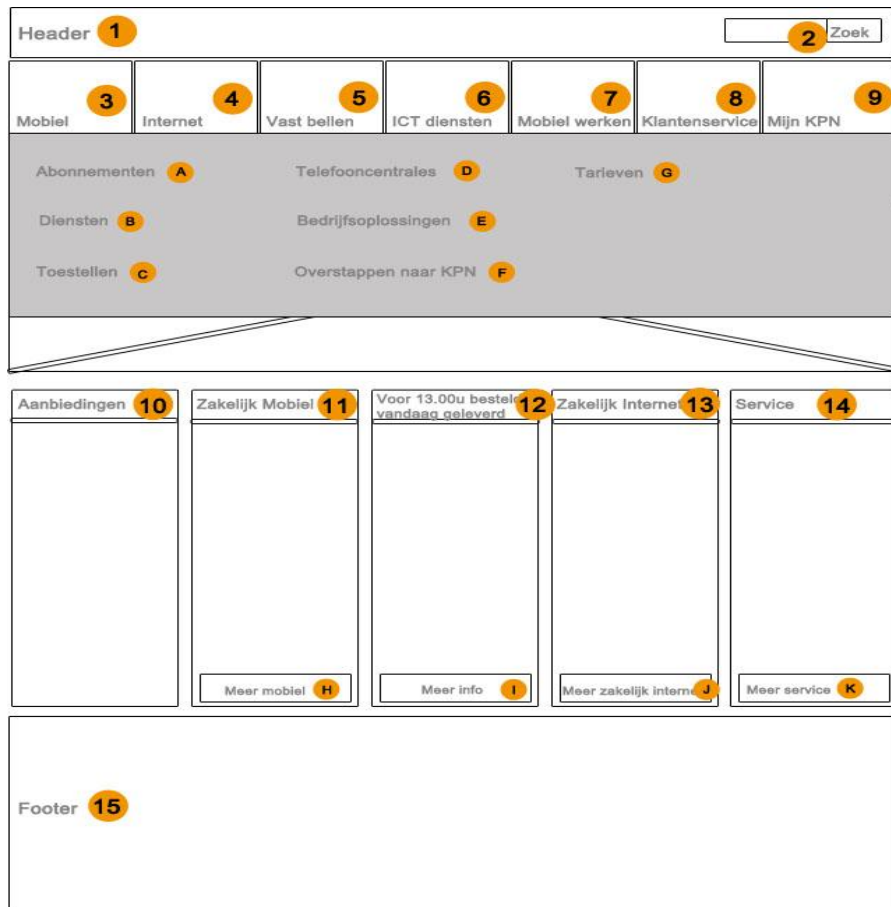 Header 1
2 Zoek
3 4 5 6 7 8 9
Mobiel Internet Vast bellen ICT diensten Mobiel werken Klantenservice Mijn KPN
Abonnementen A Telefooncentrales D Tarieven G
Diensten B Bedrijfsoplossingen E
Toestellen C Overstappen naar KPN F
Aanbiedingen 10
Zakelijk Mobiel 11
Voor 13.00u besteld 12
vandaag geleverd
Zakelijk Internet 13
Service 14
Meer mobiel H
Meer info I
Meer zakelijk internet J
Meer service K
Footer 15